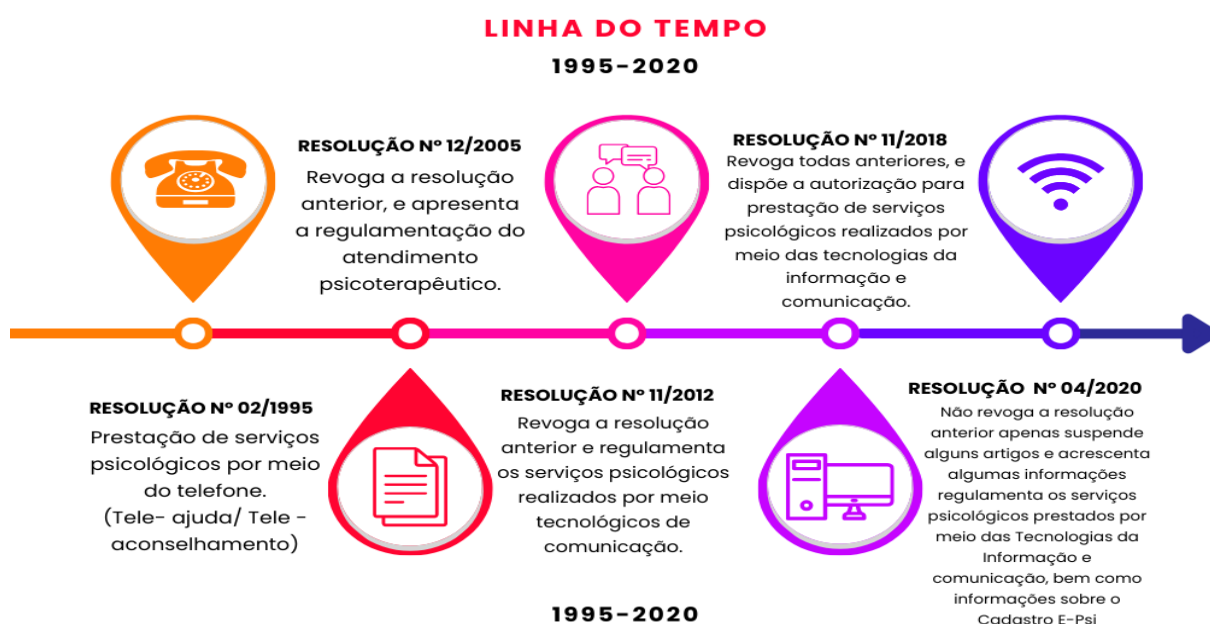 LINHA DO TEMPO
1995-2020
RESOLUÇÃO Nº 12/2005
Revoga a resolução
anterior, e apresenta
a regulamentação do
atendimento
psicoterapêutico.
RESOLUÇÃO Nº 11/2018
Revoga todas anteriores, e
dispõe a autorização para
prestação de serviços
psicológicos realizados por
meio das tecnologias da
informação e
comunicação.
RESOLUÇÃO Nº 02/1995
Prestação de serviços
psicológicos por meio
do telefone.
(Tele- ajuda/ Tele -
aconselhamento)
RESOLUÇÃO Nº 11/2012
Revoga a resolução
anterior e regulamenta
os serviços psicológicos
realizados por meio
tecnológicos de
comunicação.
RESOLUÇÃO Nº 04/2020
Não revoga a resolução
anterior apenas suspende
alguns artigos e acrescenta
algumas informações
regulamenta os serviços
psicológicos prestados por
meio das Tecnologias da
Informação e
comunicação, bem como
informações sobre o
Cadastro E-Psi
1995-2020